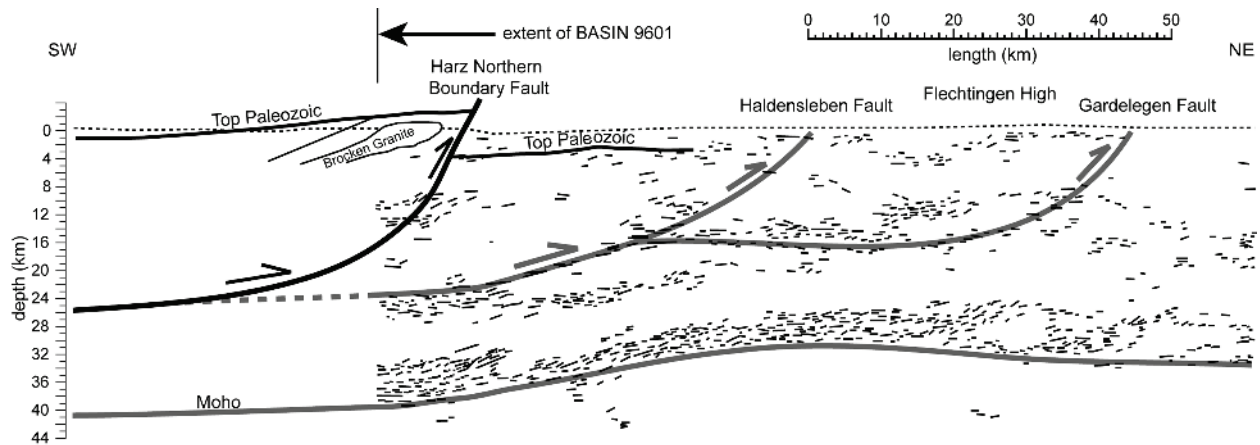 0 10 20 30 40 50
length (km)
SW
NE
extent of BASIN 9601
Harz Northern
Boundary Fault
Haldensleben Fault
Flechtingen High
Gardelegen Fault
Top Paleozoic
Brocken Granite
Top Paleozoic
Moho
depth (km)
0
4
8
12
16
20
24
28
32
36
40
44